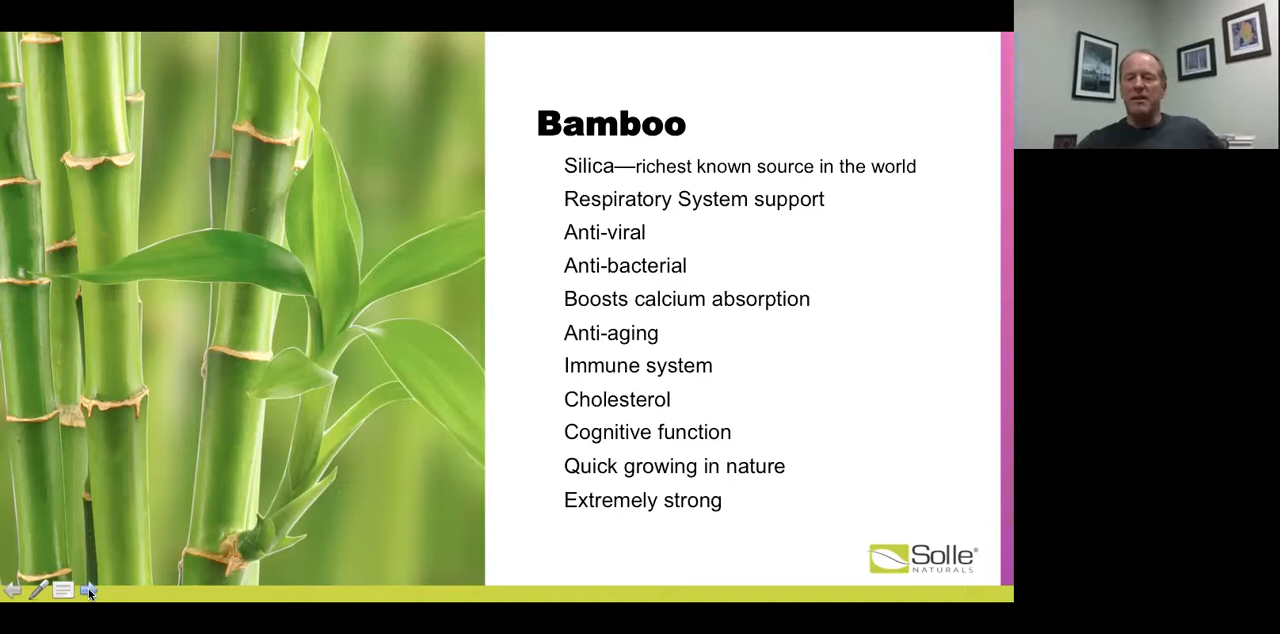 Bamboo
Silica—richest known source in the world
Respiratory System support
Anti-viral
Anti-bacterial
Boosts calcium absorption
Anti-aging
Immune system
Cholesterol
Cognitive function
Quick growing in nature
Extremely strong
Solle®
NATURALS